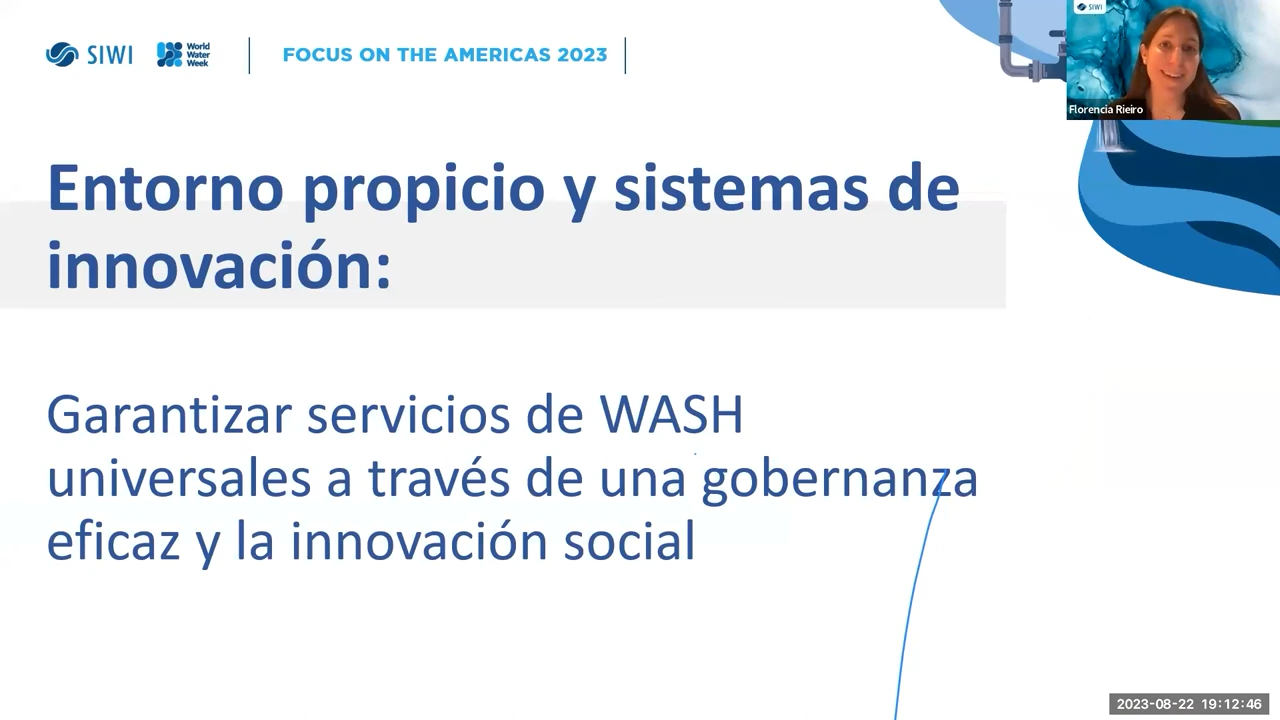 SIWI
World
Water
Week
FOCUS ON THE AMERICAS 2023
SIWI
Florencia Rieiro
Entorno propicio y sistemas de
innovación:
Garantizar servicios de WASH
universales a través de una gobernanza
eficaz y la innovación social
2023-08-22 19:12:46